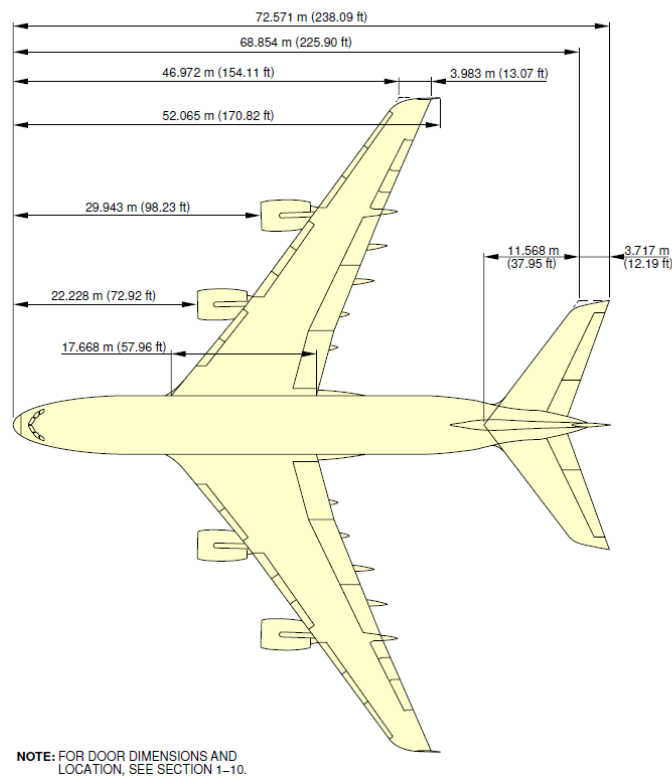 72.571 m (238.09 ft)
68.854 m (225.90 ft)
46.972 m (154.11 ft)
3.983 m (13.07 ft)
52.065 m (170.82 ft)
29.943 m (98.23 ft)
11.568 m
(37.95 ft)
3.717 m
(12.19 ft)
22.228 m (72.92 ft)
17.668 m (57.96 ft)
NOTE: FOR DOOR DIMENSIONS AND
LOCATION, SEE SECTION 1–10.